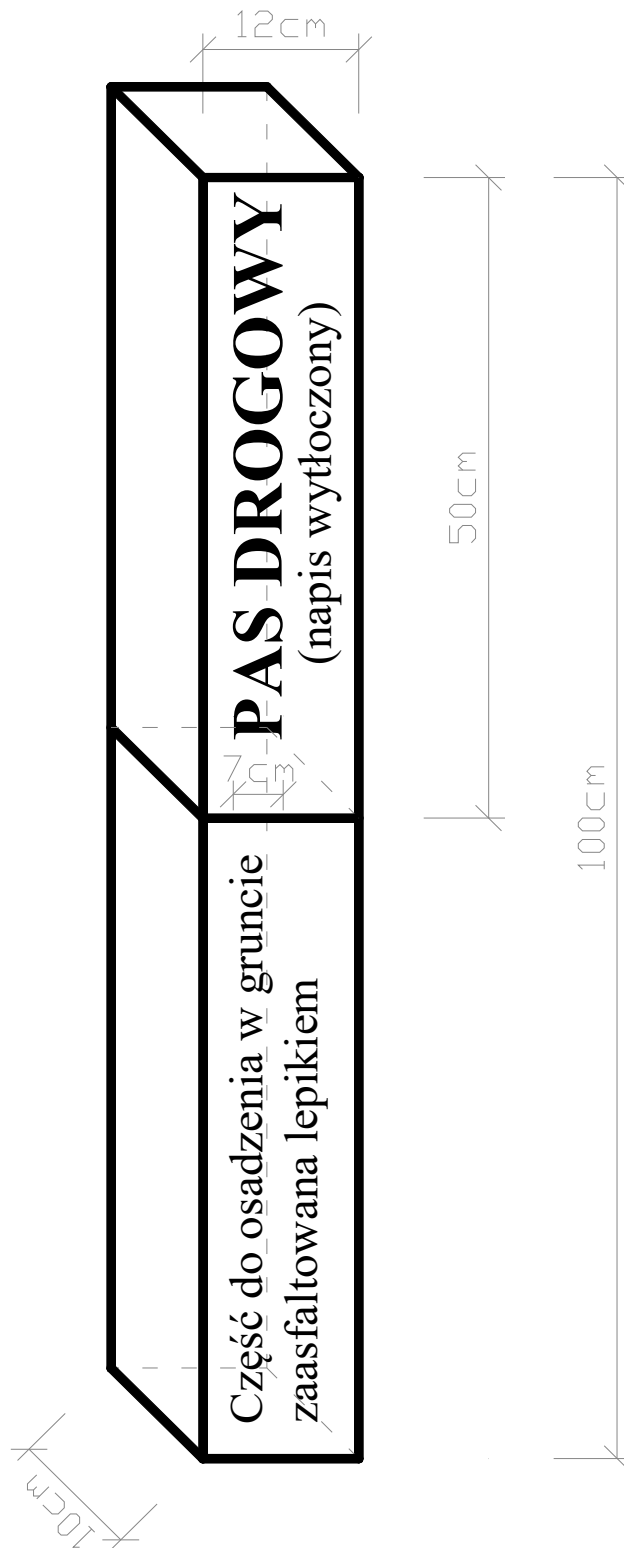 12cm
PAS DROGOWY
(napis wytłoczony)
50cm
7cm
100cm
Część do osadzenia w gruncie
zaasfaltowana lepikiem
10cm